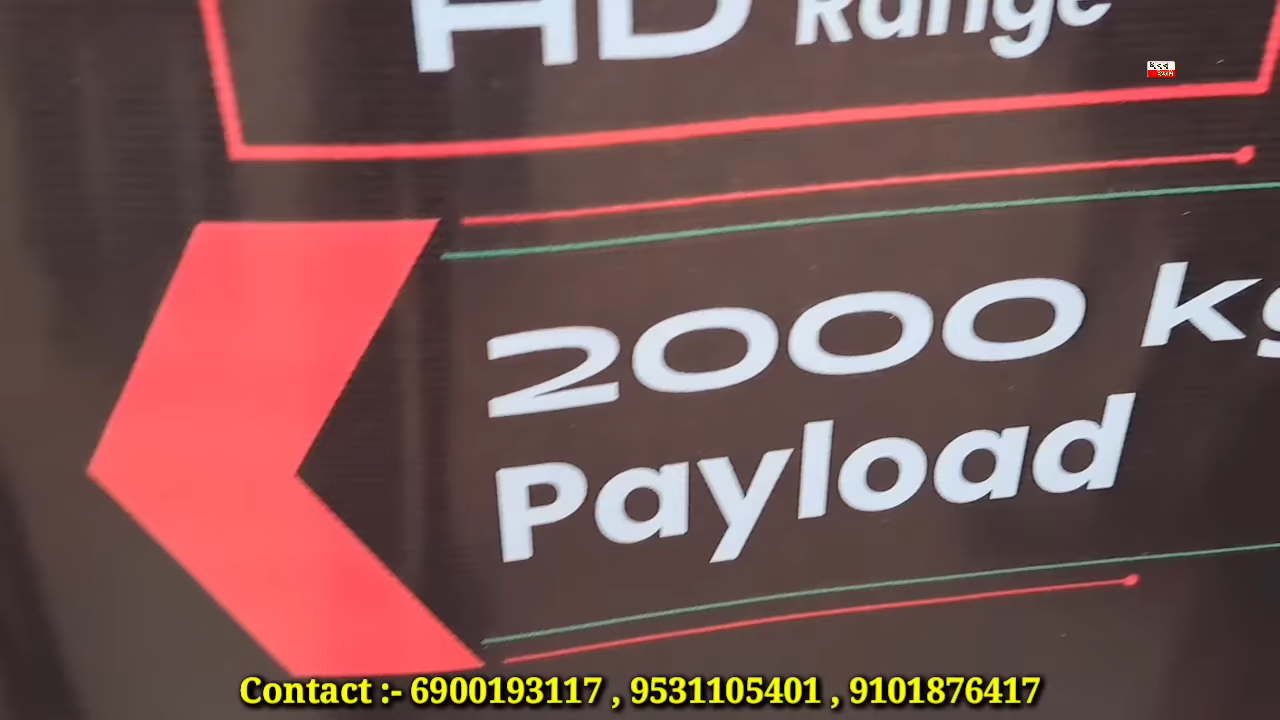 HD Range
2000 kg
Payload
Contact :- 6900193117 , 9531105401 , 9101876417